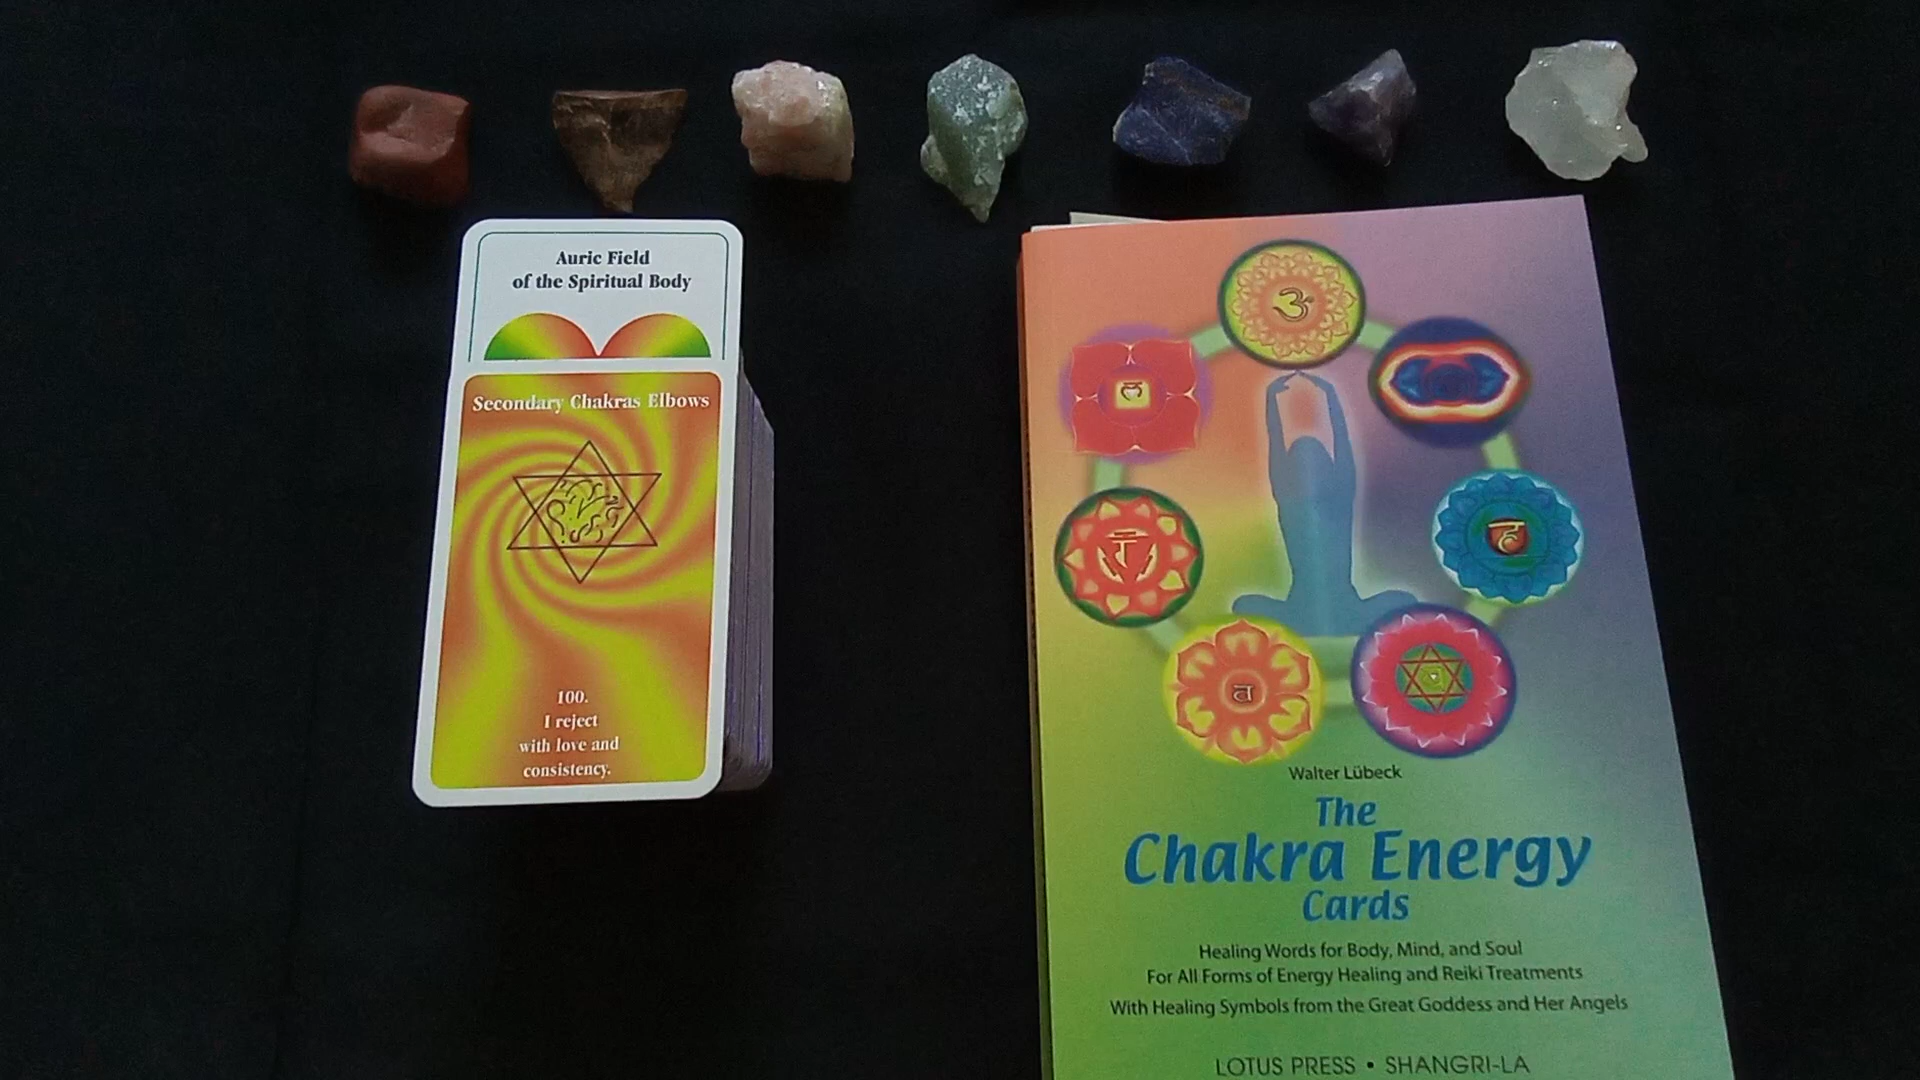 Auric Field
of the Spiritual Body
Secondary Chakras Elbows
100.
I reject
with love and
consistency.
ॐ
लं
रं
हं
व
Walter Lübeck
The
Chakra Energy
Cards
Healing Words for Body, Mind, and Soul
For All Forms of Energy Healing and Reiki Treatments
With Healing Symbols from the Great Goddess and Her Angels
LOTUS PRESS • SHANGRI-LA